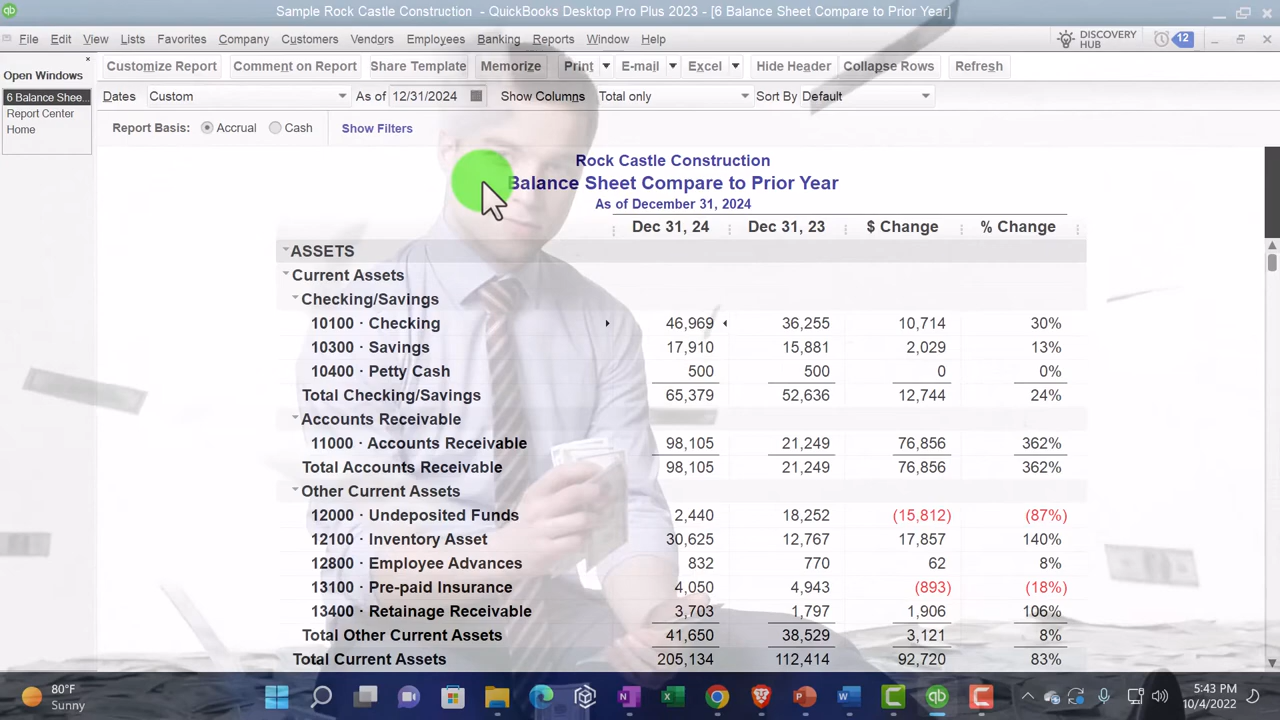 Sample Rock Castle Construction - QuickBooks Desktop Pro Plus 2023 - [6 Balance Sheet Compare to Prior Year]
File Edit View Lists Favorites Company Customers Vendors Employees Banking Reports Window Help DISCOVERY HUB 12
Open Windows
6 Balance Shee...
Report Center
Home
Customize Report Comment on Report Share Template Memorize Print E-mail Excel Hide Header Collapse Rows Refresh
Dates Custom As of 12/31/2024 Show Columns Total only Sort By Default
Report Basis: Accrual Cash Show Filters
Rock Castle Construction
Balance Sheet Compare to Prior Year
As of December 31, 2024
Dec 31, 24 Dec 31, 23 $ Change % Change
ASSETS
Current Assets
Checking/Savings
10100 · Checking 46,969 36,255 10,714 30%
10300 · Savings 17,910 15,881 2,029 13%
10400 · Petty Cash 500 500 0 0%
Total Checking/Savings 65,379 52,636 12,744 24%
Accounts Receivable
11000 · Accounts Receivable 98,105 21,249 76,856 362%
Total Accounts Receivable 98,105 21,249 76,856 362%
Other Current Assets
12000 · Undeposited Funds 2,440 18,252 (15,812) (87%)
12100 · Inventory Asset 30,625 12,767 17,857 140%
12800 · Employee Advances 832 770 62 8%
13100 · Pre-paid Insurance 4,050 4,943 (893) (18%)
13400 · Retainage Receivable 3,703 1,797 1,906 106%
Total Other Current Assets 41,650 38,529 3,121 8%
Total Current Assets 205,134 112,414 92,720 83%
80°F
Sunny
5:43 PM
10/4/2022